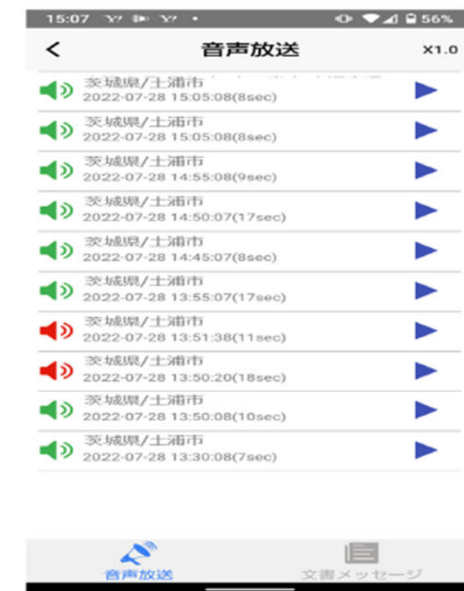 15:07
56%
音声放送
X1.0
茨城県/土浦市
2022-07-28 15:05:08(8sec)
茨城県/土浦市
2022-07-28 15:05:08(8sec)
茨城県/土浦市
2022-07-28 14:55:08(9sec)
茨城県/土浦市
2022-07-28 14:50:07(17sec)
茨城県/土浦市
2022-07-28 14:45:07(8sec)
茨城県/土浦市
2022-07-28 13:55:07(17sec)
茨城県/土浦市
2022-07-28 13:51:38(11sec)
茨城県/土浦市
2022-07-28 13:50:20(18sec)
茨城県/土浦市
2022-07-28 13:50:08(10sec)
茨城県/土浦市
2022-07-28 13:30:08(7sec)
音声放送
文書メッセージ